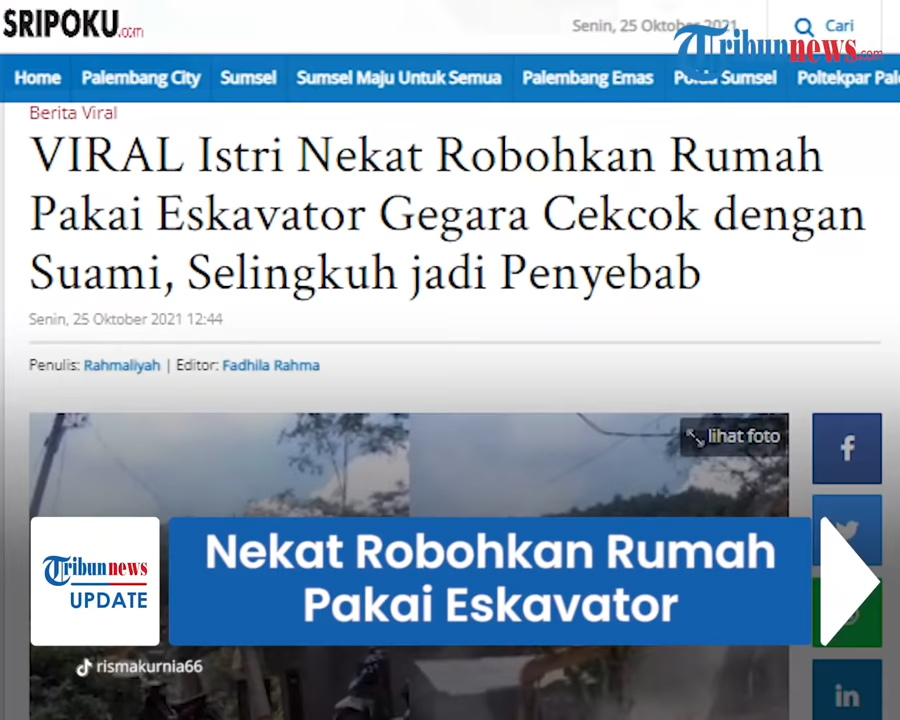 SRIPOKU.com
Senin, 25 Oktober 2021
Cari
Tribunnews.com
Home Palembang City Sumsel Sumsel Maju Untuk Semua Palembang Emas Polda Sumsel Poltekpar Pale
Berita Viral
VIRAL Istri Nekat Robohkan Rumah
Pakai Eskavator Gegara Cekcok dengan
Suami, Selingkuh jadi Penyebab
Senin, 25 Oktober 2021 12:44
Penulis: Rahmaliyah | Editor: Fadhila Rahma
lihat foto
Tribunnews
UPDATE
Nekat Robohkan Rumah
Pakai Eskavator
rismakurnia66